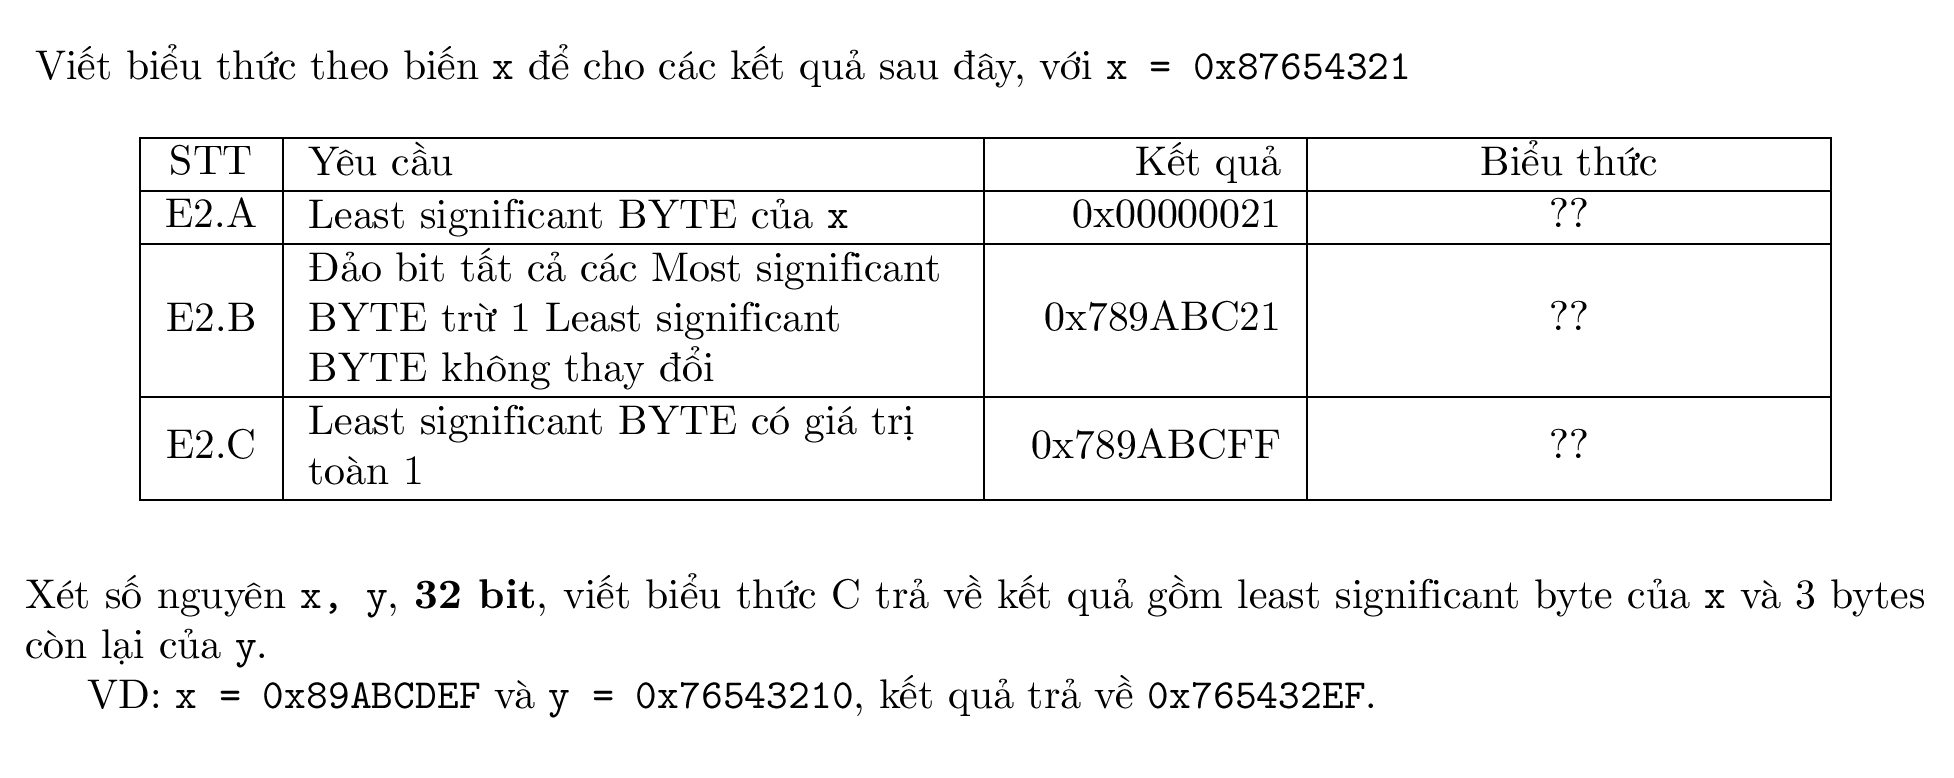 Viết biểu thức theo biến x để cho các kết quả sau đây, với x = 0x87654321
STT Yêu cầu Kết quả Biểu thức
E2.A Least significant BYTE của x 0x00000021 ??
Đảo bit tất cả các Most significant
E2.B BYTE trừ 1 Least significant 0x789ABC21 ??
BYTE không thay đổi
Least significant BYTE có giá trị
E2.C 0x789ABCFF ??
toàn 1
Xét số nguyên x, y, 32 bit, viết biểu thức C trả về kết quả gồm least significant byte của x và 3 bytes
còn lại của y.
VD: x = 0x89ABCDEF và y = 0x76543210, kết quả trả về 0x765432EF.